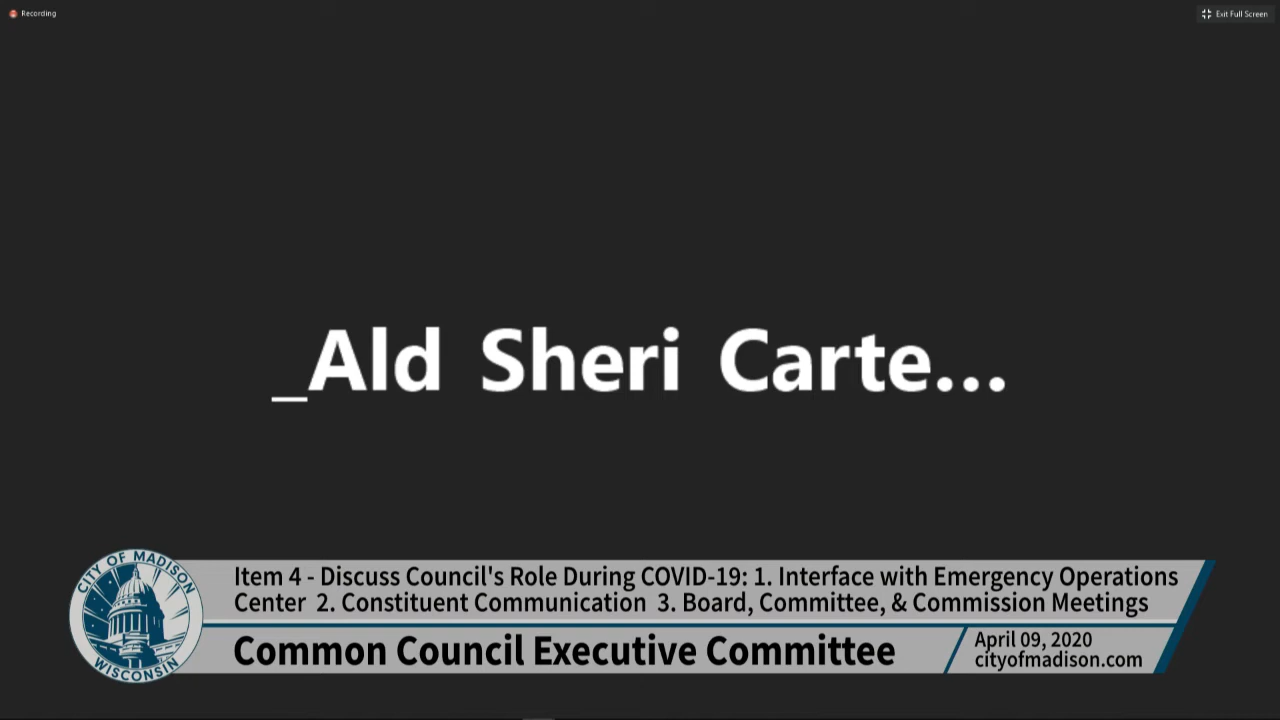 Recording
Exit Full Screen
_Ald Sheri Carte...
CITY OF MADISON
WISCONSIN
Item 4 - Discuss Council's Role During COVID-19: 1. Interface with Emergency Operations
Center 2. Constituent Communication 3. Board, Committee, & Commission Meetings
Common Council Executive Committee
April 09, 2020
cityofmadison.com